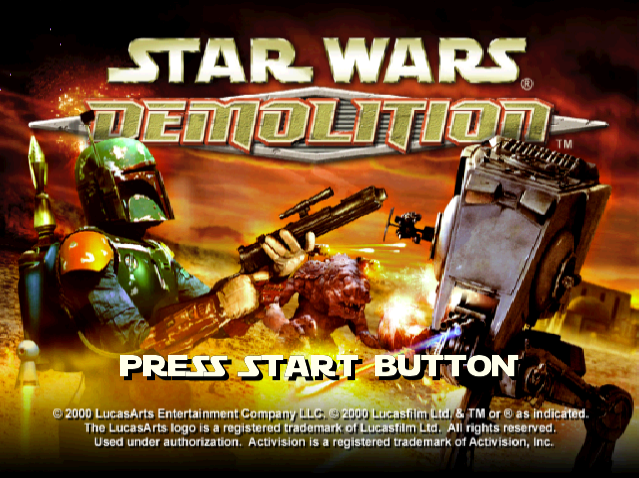 STAR WARS®
DEMOLITION™
PRESS START BUTTON
© 2000 LucasArts Entertainment Company LLC. © 2000 Lucasfilm Ltd. & TM or ® as indicated.
The LucasArts logo is a registered trademark of Lucasfilm Ltd. All rights reserved.
Used under authorization. Activision is a registered trademark of Activision, Inc.